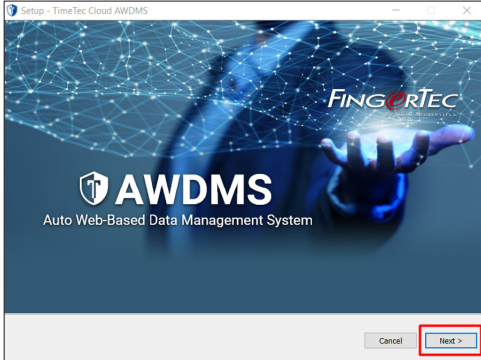 Setup - TimeTec Cloud AWDMS
FINGERTEC
AWDMS
Auto Web-Based Data Management System
Cancel
Next >